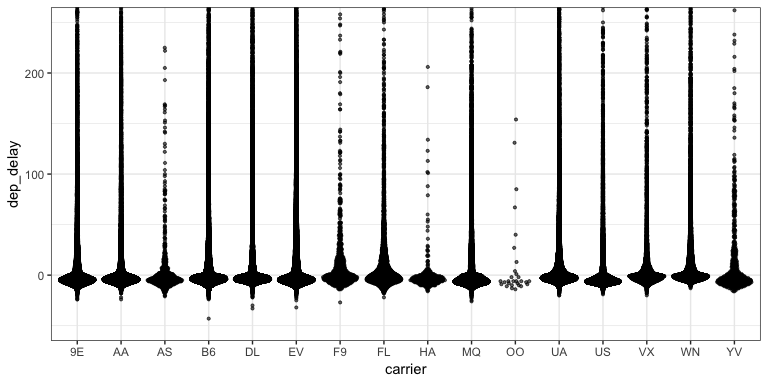 200
100
0
dep_delay
9E AA AS B6 DL EV F9 FL HA MQ OO UA US VX WN YV
carrier